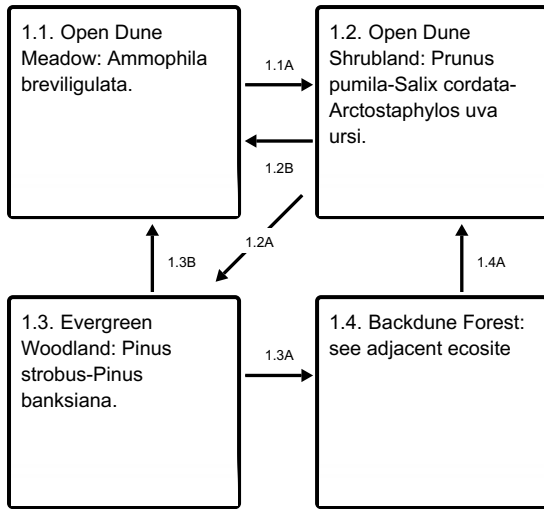 1.1. Open Dune
Meadow: Ammophila
breviligulata.
1.1A
1.2. Open Dune
Shrubland: Prunus
pumila-Salix cordata-
Arctostaphylos uva
ursi.
1.2B
1.2A
1.3B
1.4A
1.3. Evergreen
Woodland: Pinus
strobus-Pinus
banksiana.
1.3A
1.4. Backdune Forest:
see adjacent ecosite